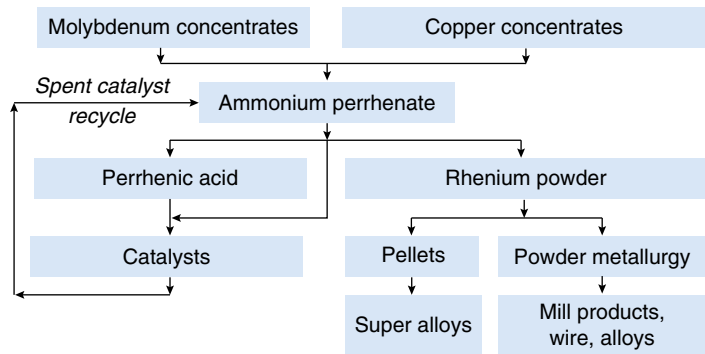 Molybdenum concentrates
Copper concentrates
Spent catalyst
recycle
Ammonium perrhenate
Perrhenic acid
Rhenium powder
Catalysts
Pellets
Powder metallurgy
Super alloys
Mill products,
wire, alloys